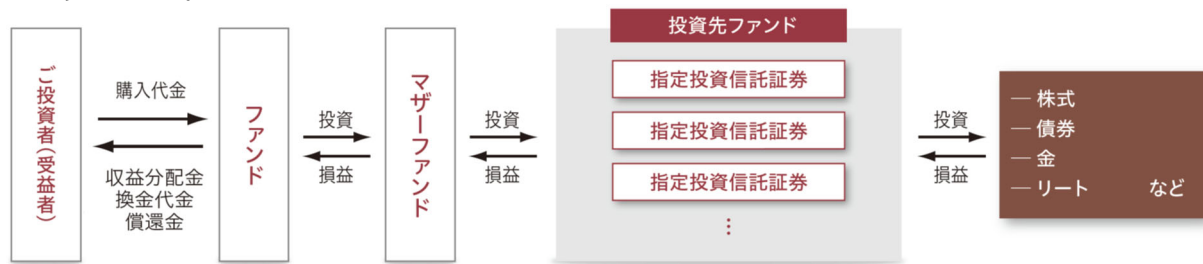 ご投資者(受益者)
購入代金
収益分配金
換金代金
償還金
ファンド
投資
損益
マザーファンド
投資
損益
投資先ファンド
指定投資信託証券
指定投資信託証券
指定投資信託証券
⋮
投資
損益
― 株式
― 債券
― 金
― リート など